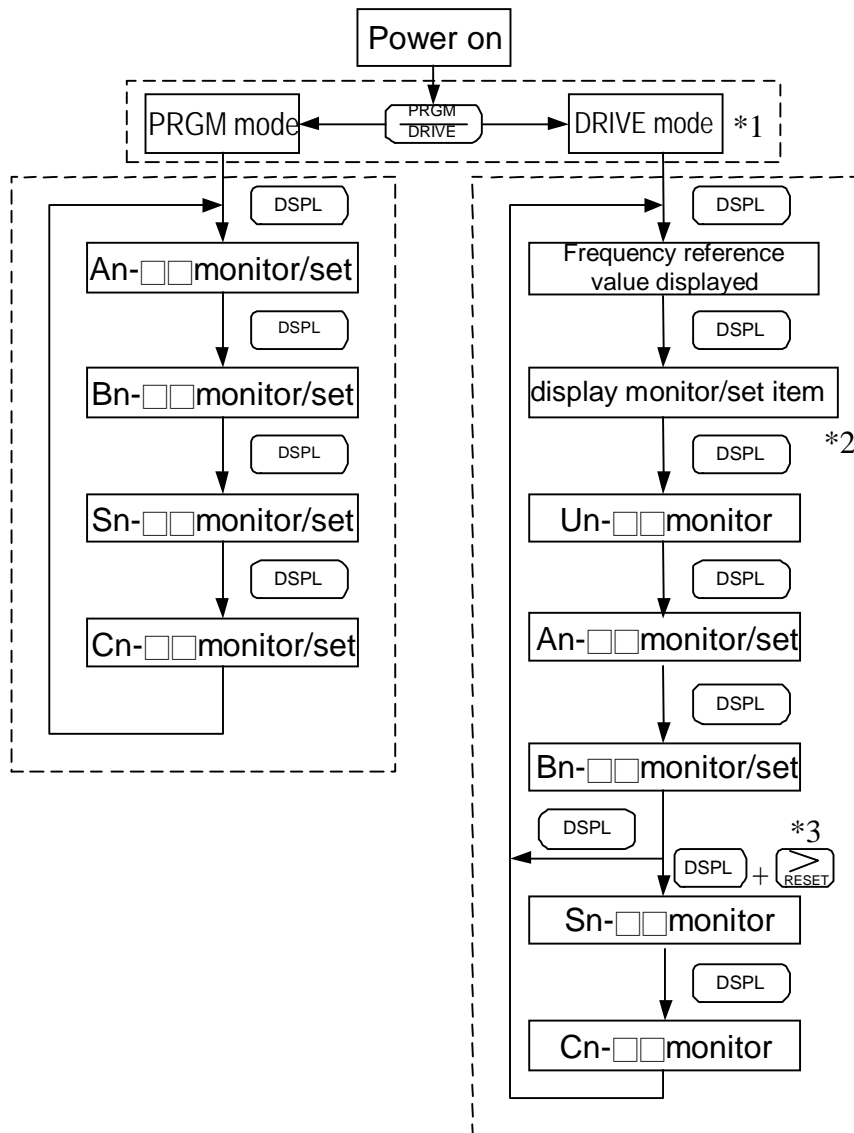 Power on
PRGM mode
PRGM
DRIVE
DRIVE mode
*1
DSPL
An-□□monitor/set
DSPL
Bn-□□monitor/set
DSPL
Sn-□□monitor/set
DSPL
Cn-□□monitor/set
DSPL
Frequency reference
value displayed
DSPL
display monitor/set item
*2
DSPL
Un-□□monitor
DSPL
An-□□monitor/set
DSPL
Bn-□□monitor/set
DSPL
*3
DSPL + >
RESET
Sn-□□monitor
DSPL
Cn-□□monitor